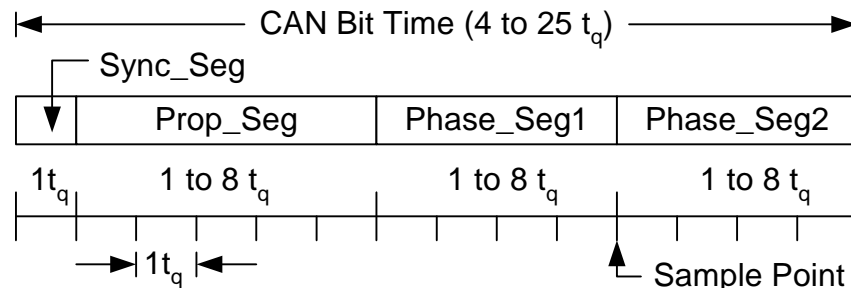 CAN Bit Time (4 to 25 tq)
Sync_Seg
Prop_Seg Phase_Seg1 Phase_Seg2
1tq 1 to 8 tq 1 to 8 tq 1 to 8 tq
1tq Sample Point